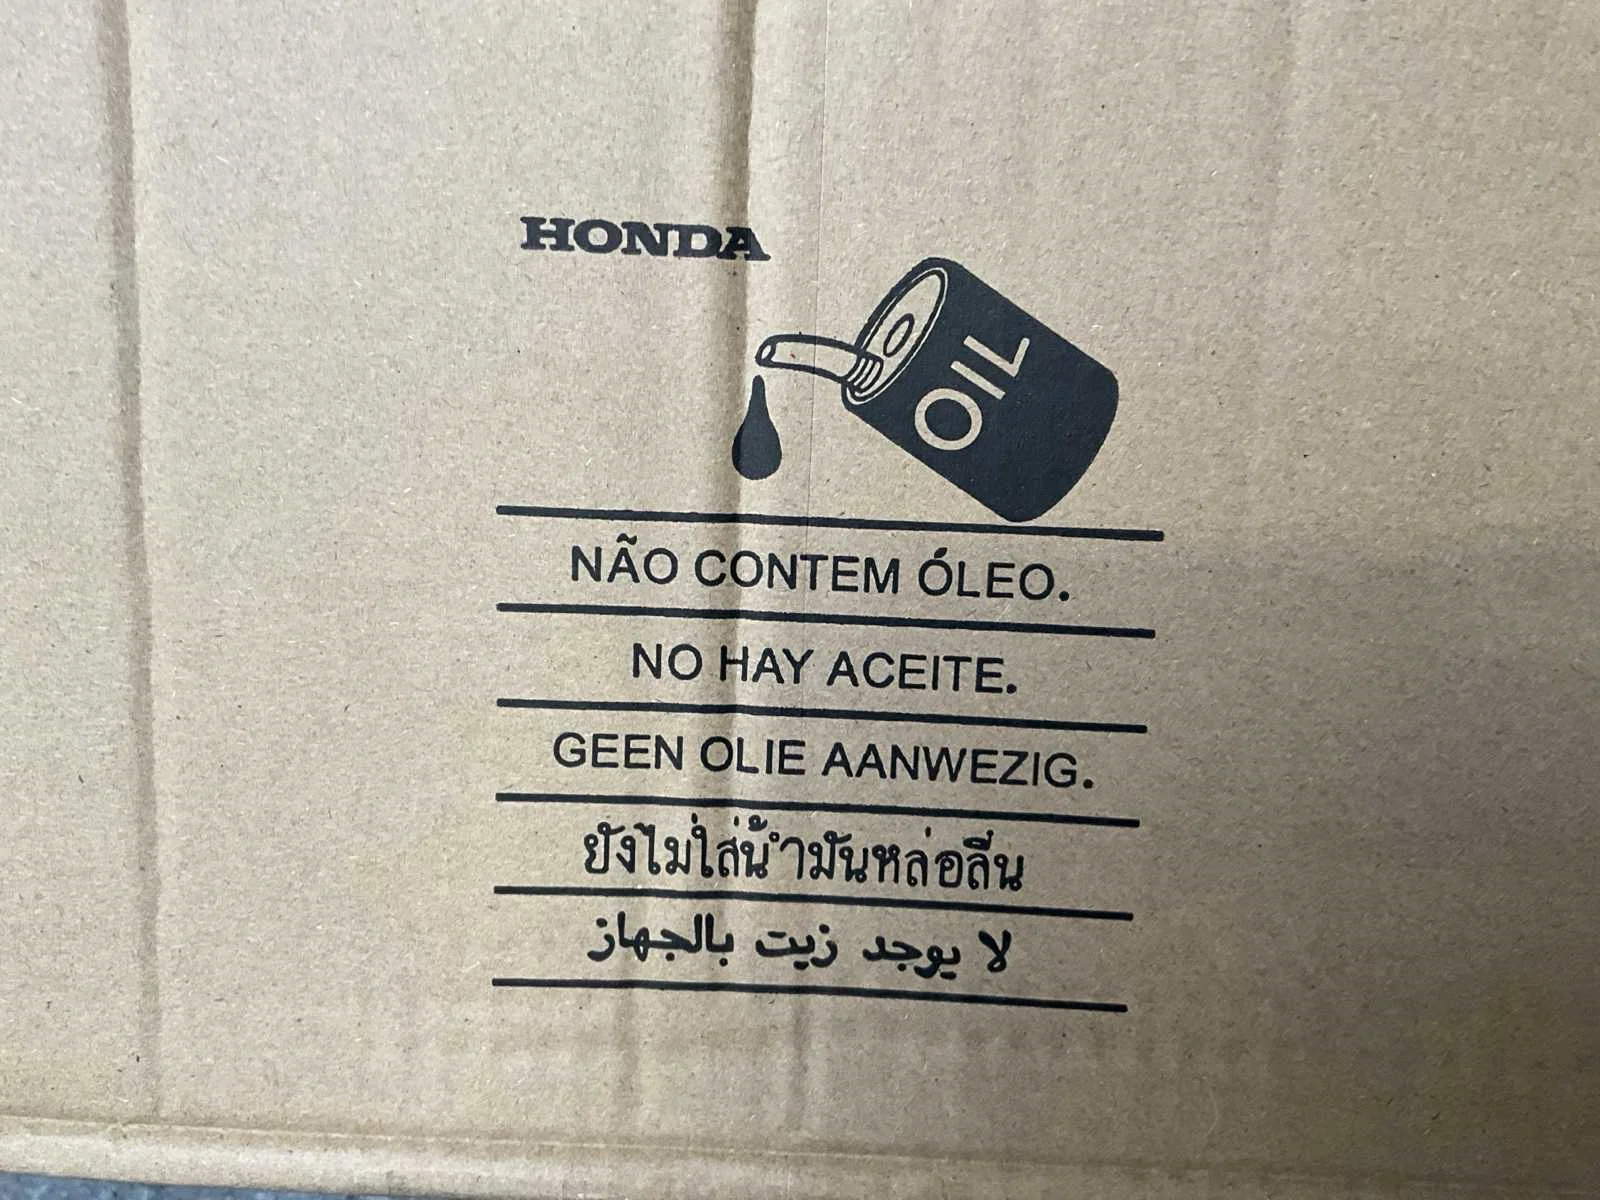 HONDA
OIL
NÃO CONTEM ÓLEO.
NO HAY ACEITE.
GEEN OLIE AANWEZIG.
ยังไม่ใส่น้ำมันหล่อลื่น
لا يوجد زيت بالجهاز